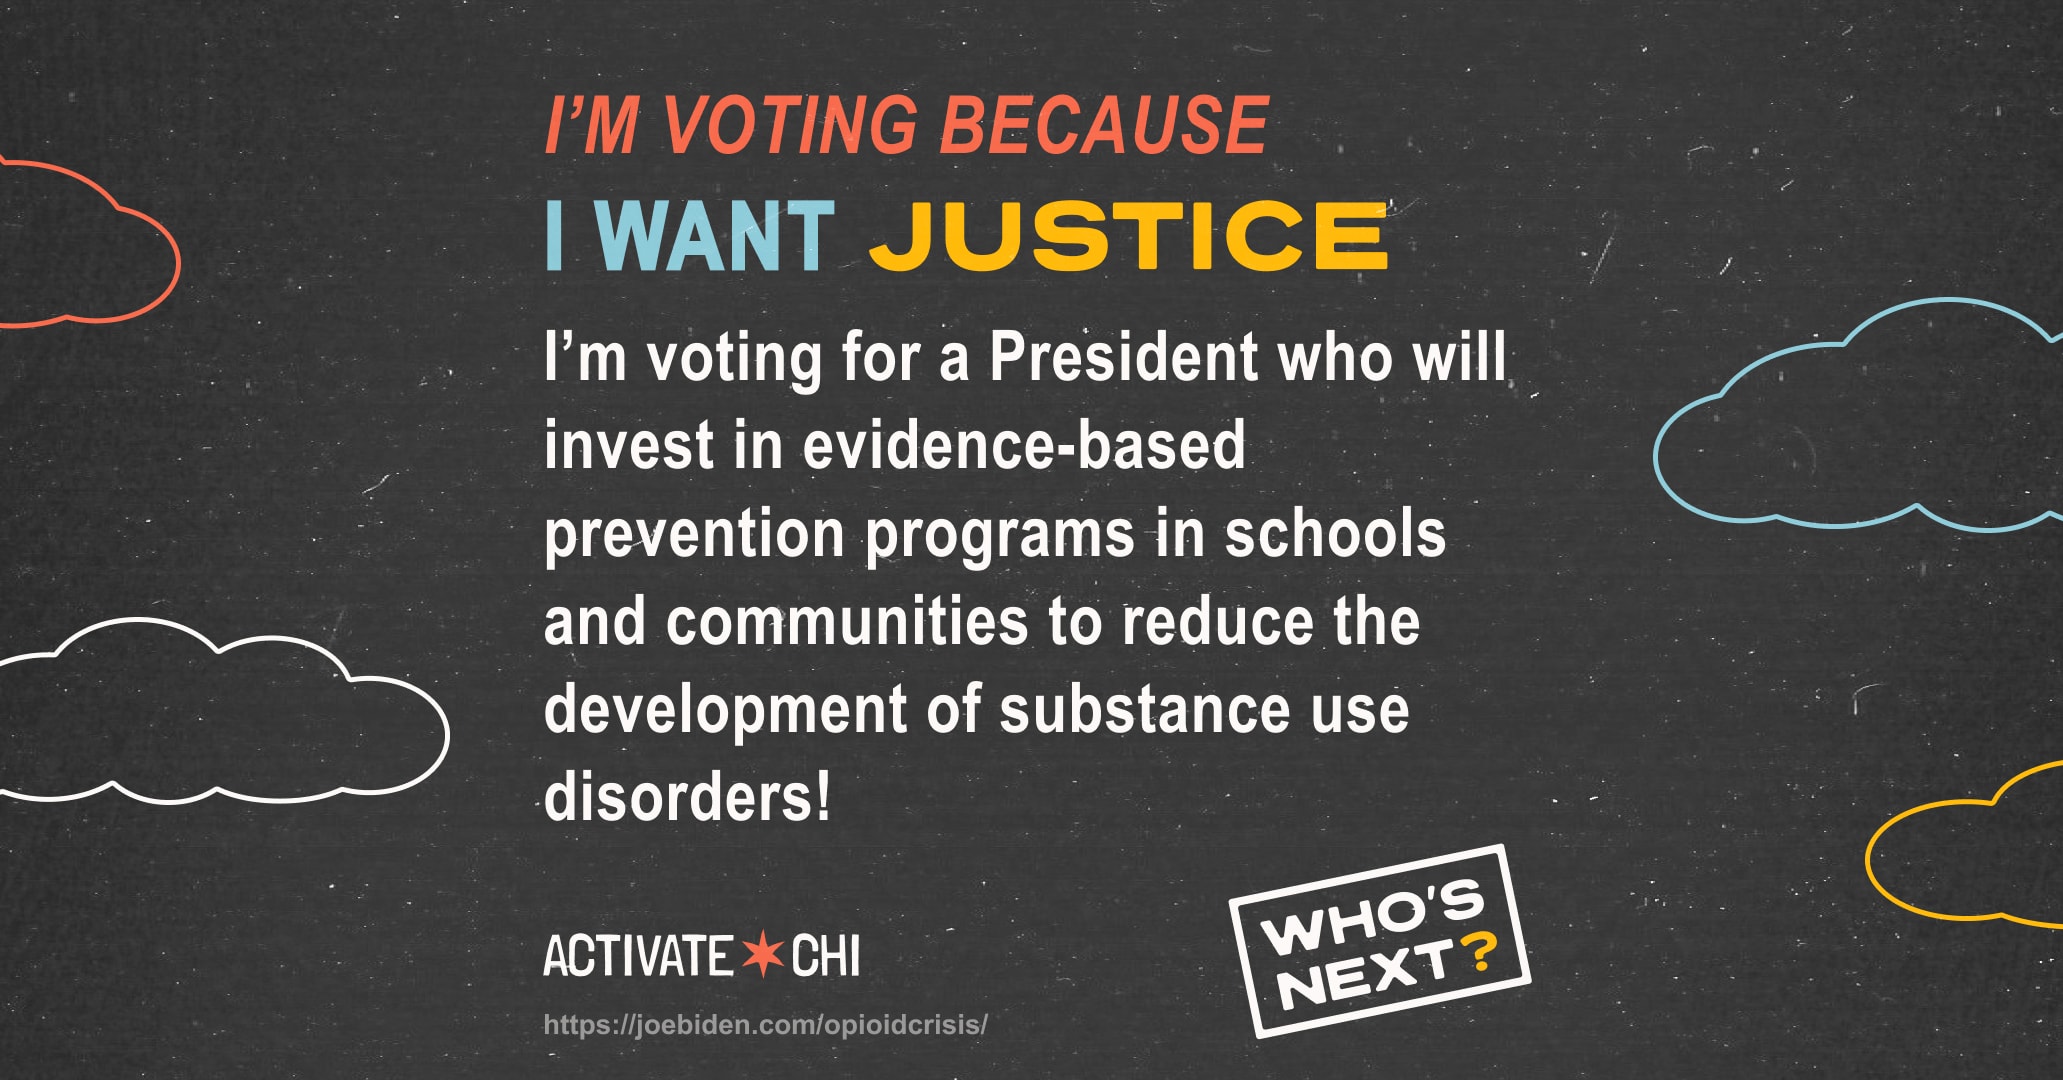 I'M VOTING BECAUSE
I WANT JUSTICE
I'm voting for a President who will
invest in evidence-based
prevention programs in schools
and communities to reduce the
development of substance use
disorders!
ACTIVATE CHI
https://joebiden.com/opioidcrisis/
WHO'S
NEXT?